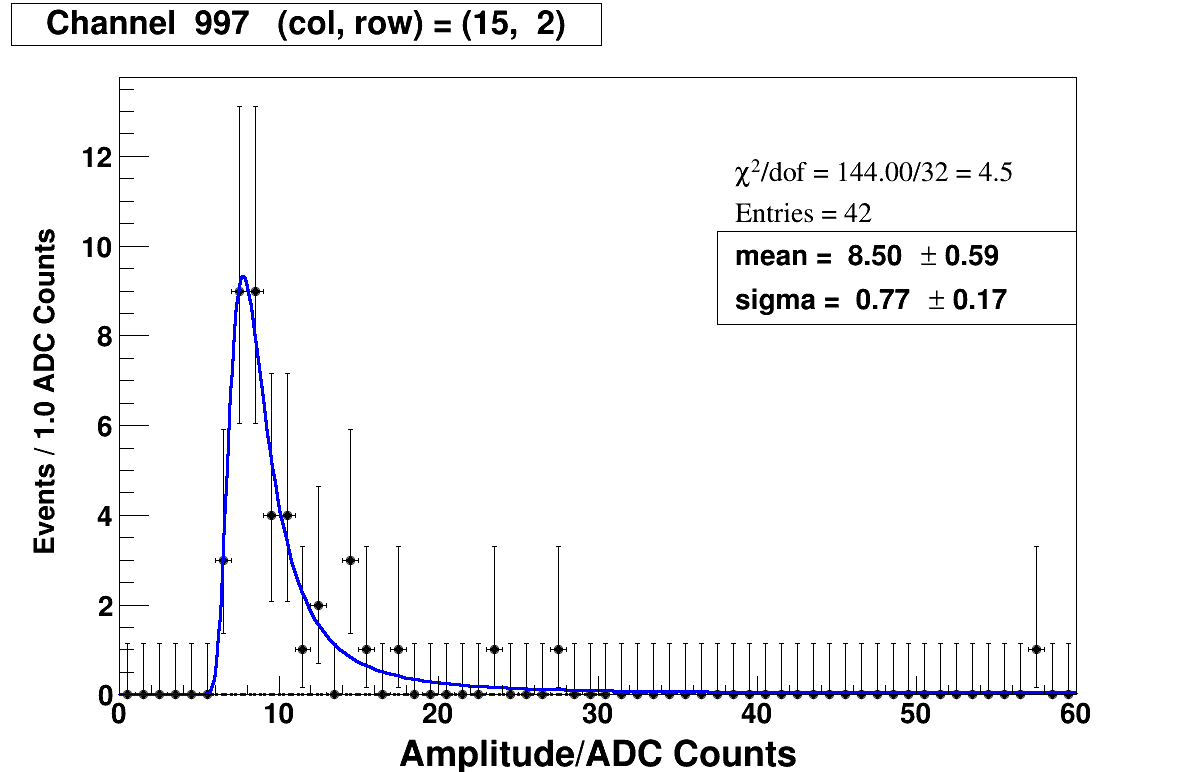 Channel 997 (col, row) = (15, 2)
χ²/dof = 144.00/32 = 4.5
Entries = 42
mean = 8.50 ± 0.59
sigma = 0.77 ± 0.17
Events / 1.0 ADC Counts
12
10
8
6
4
2
0
0 10 20 30 40 50 60
Amplitude/ADC Counts